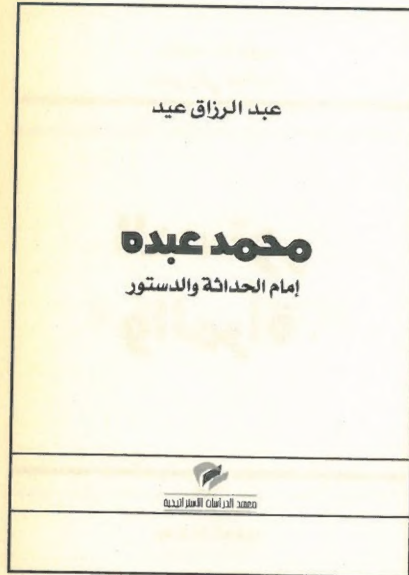 عبد الرزاق عيد
محمد عبده
إمام الحداثة والدستور
معهد الدراسات الاستراتيجية